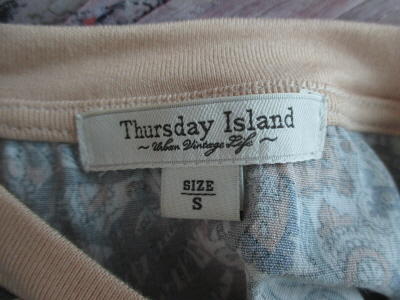 Thursday Island
~ Urban Vintage Life ~
SIZE
S